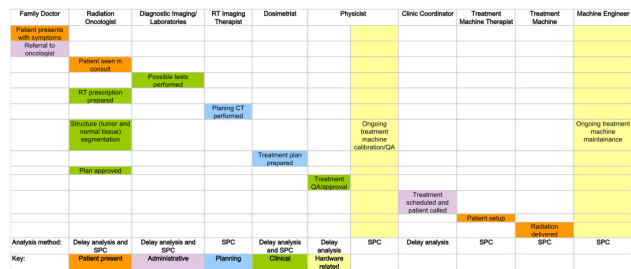 Family Doctor Radiation Oncologist Diagnostic Imaging/ Laboratories RT Imaging Therapist Dosimetrist Physicist Clinic Coordinator Treatment Machine Therapist Treatment Machine Machine Engineer
Patient presents with symptoms
Referral to oncologist
Patient seen in consult
Possible tests performed
RT prescription prepared
Planing CT performed
Structure (tumor and normal tissue) segmentation
Ongoing treatment machine calibration/QA
Ongoing treatment machine maintainance
Treatment plan prepared
Plan approved
Treatment QA/approval
Treatment scheduled and patient called
Patient setup
Radiation delivered
Analysis method: Delay analysis and SPC Delay analysis and SPC SPC Delay analysis and SPC Delay analysis SPC Delay analysis SPC SPC SPC
Key: Patient present Administrative Planning Clinical Hardware related